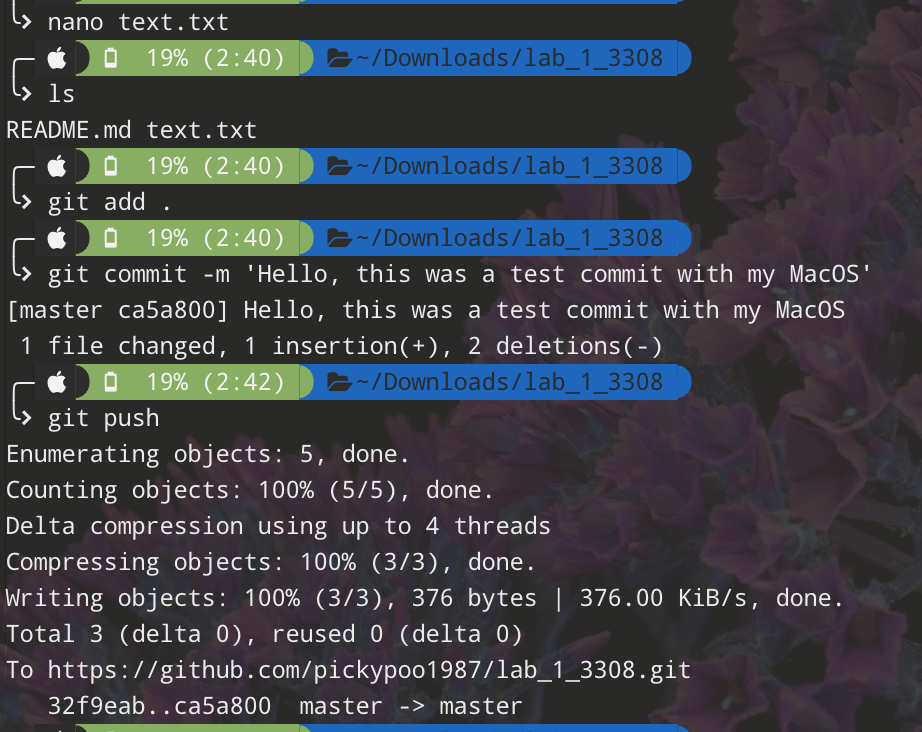 nano text.txt
19% (2:40) ~/Downloads/lab_1_3308
ls
README.md text.txt
19% (2:40) ~/Downloads/lab_1_3308
git add .
19% (2:40) ~/Downloads/lab_1_3308
git commit -m 'Hello, this was a test commit with my MacOS'
[master ca5a800] Hello, this was a test commit with my MacOS
1 file changed, 1 insertion(+), 2 deletions(-)
19% (2:42) ~/Downloads/lab_1_3308
git push
Enumerating objects: 5, done.
Counting objects: 100% (5/5), done.
Delta compression using up to 4 threads
Compressing objects: 100% (3/3), done.
Writing objects: 100% (3/3), 376 bytes | 376.00 KiB/s, done.
Total 3 (delta 0), reused 0 (delta 0)
To https://github.com/pickypoo1987/lab_1_3308.git
32f9eab..ca5a800  master -> master